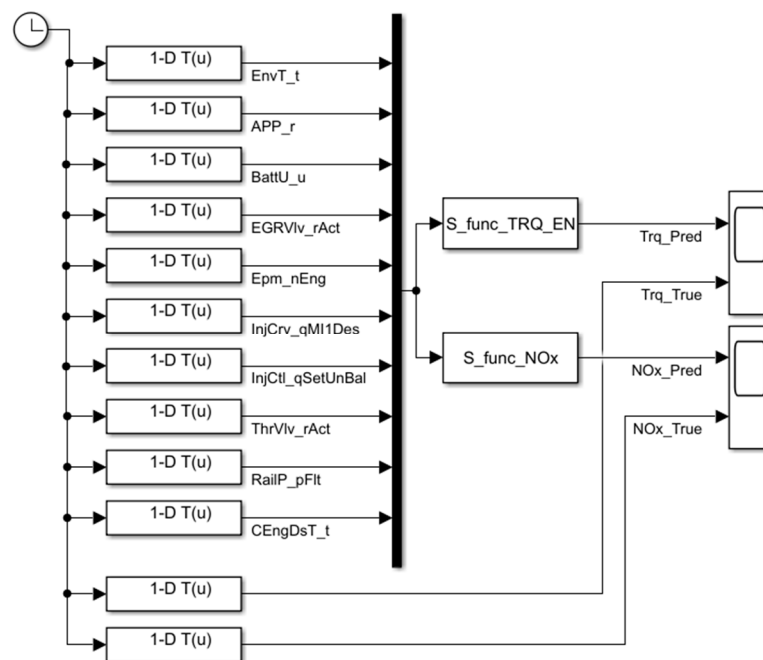 1-D T(u)
EnvT_t
1-D T(u)
APP_r
1-D T(u)
BattU_u
1-D T(u)
EGRVlv_rAct
1-D T(u)
Epm_nEng
1-D T(u)
InjCrv_qMI1Des
1-D T(u)
InjCtl_qSetUnBal
1-D T(u)
ThrVlv_rAct
1-D T(u)
RailP_pFlt
1-D T(u)
CEngDsT_t
1-D T(u)
1-D T(u)
S_func_TRQ_EN
Trq_Pred
Trq_True
S_func_NOx
NOx_Pred
NOx_True